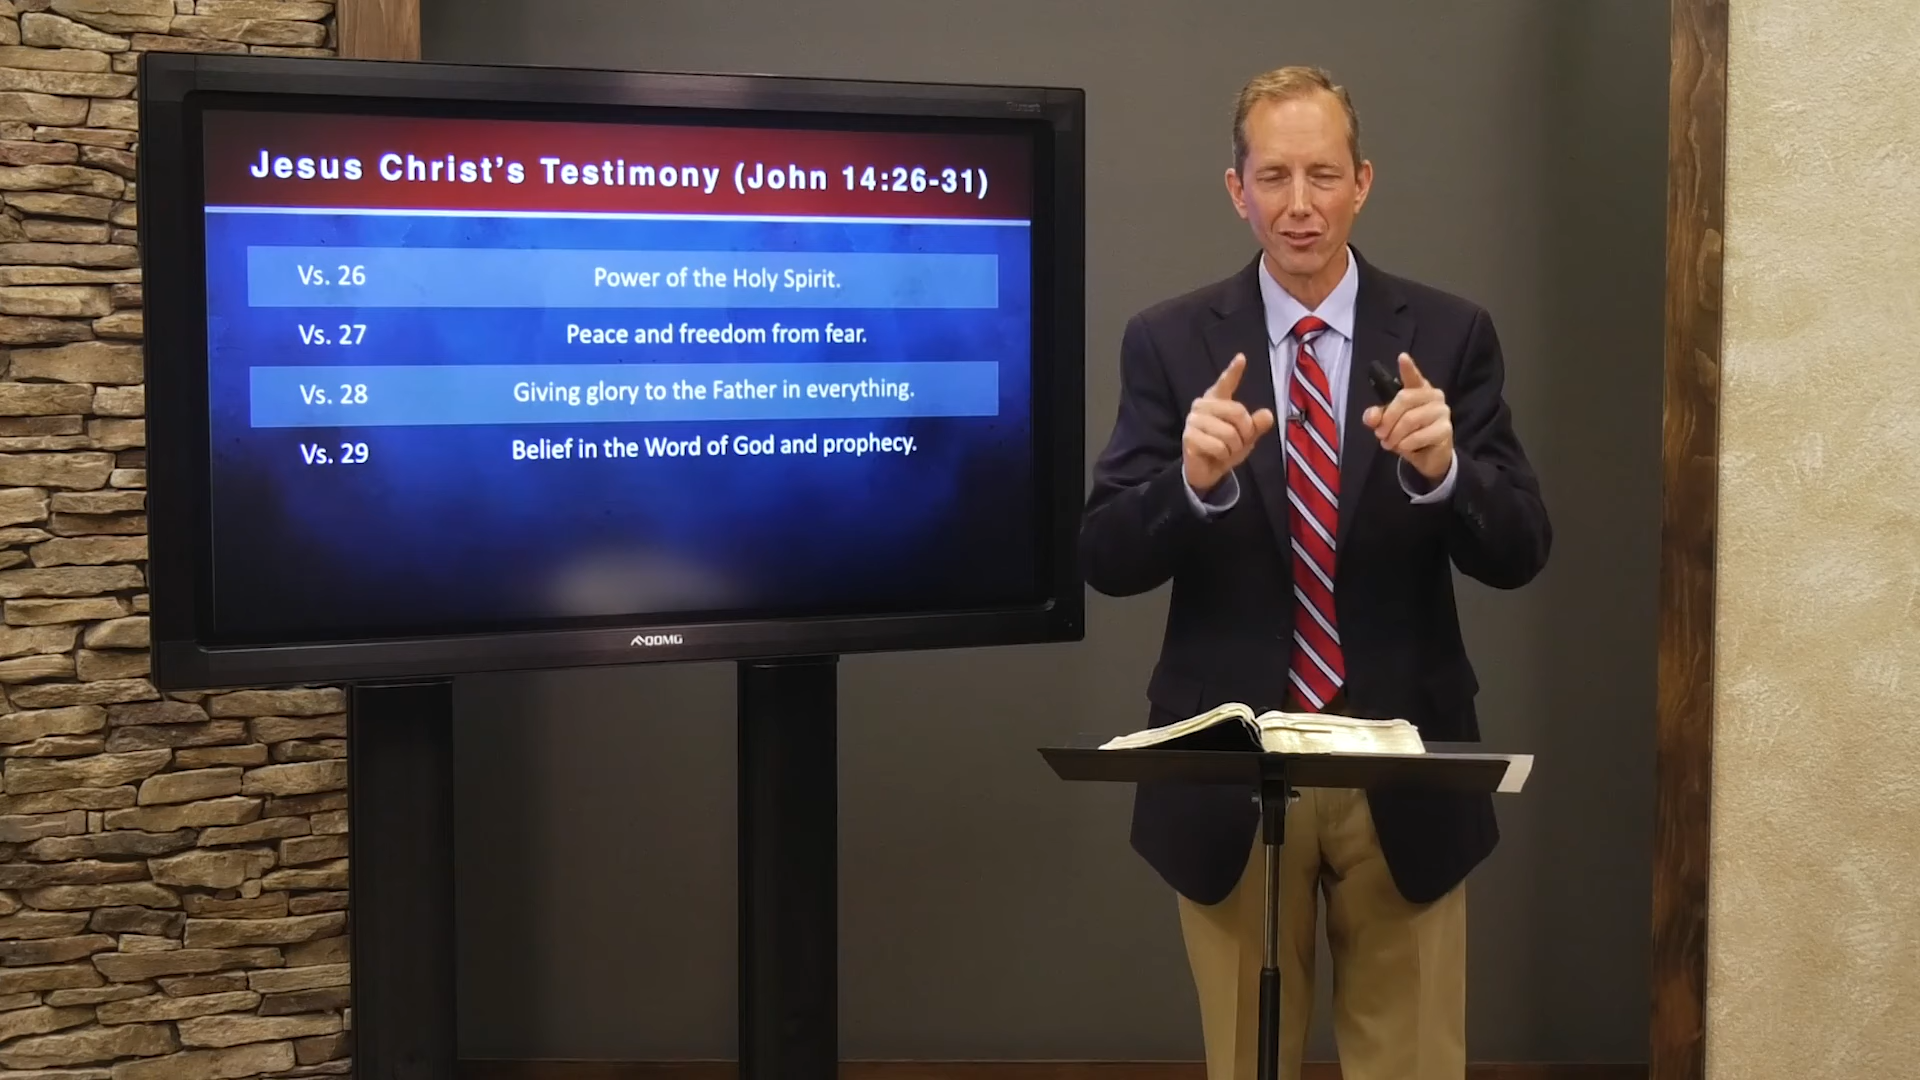 Jesus Christ's Testimony (John 14:26-31)
Vs. 26 Power of the Holy Spirit.
Vs. 27 Peace and freedom from fear.
Vs. 28 Giving glory to the Father in everything.
Vs. 29 Belief in the Word of God and prophecy.